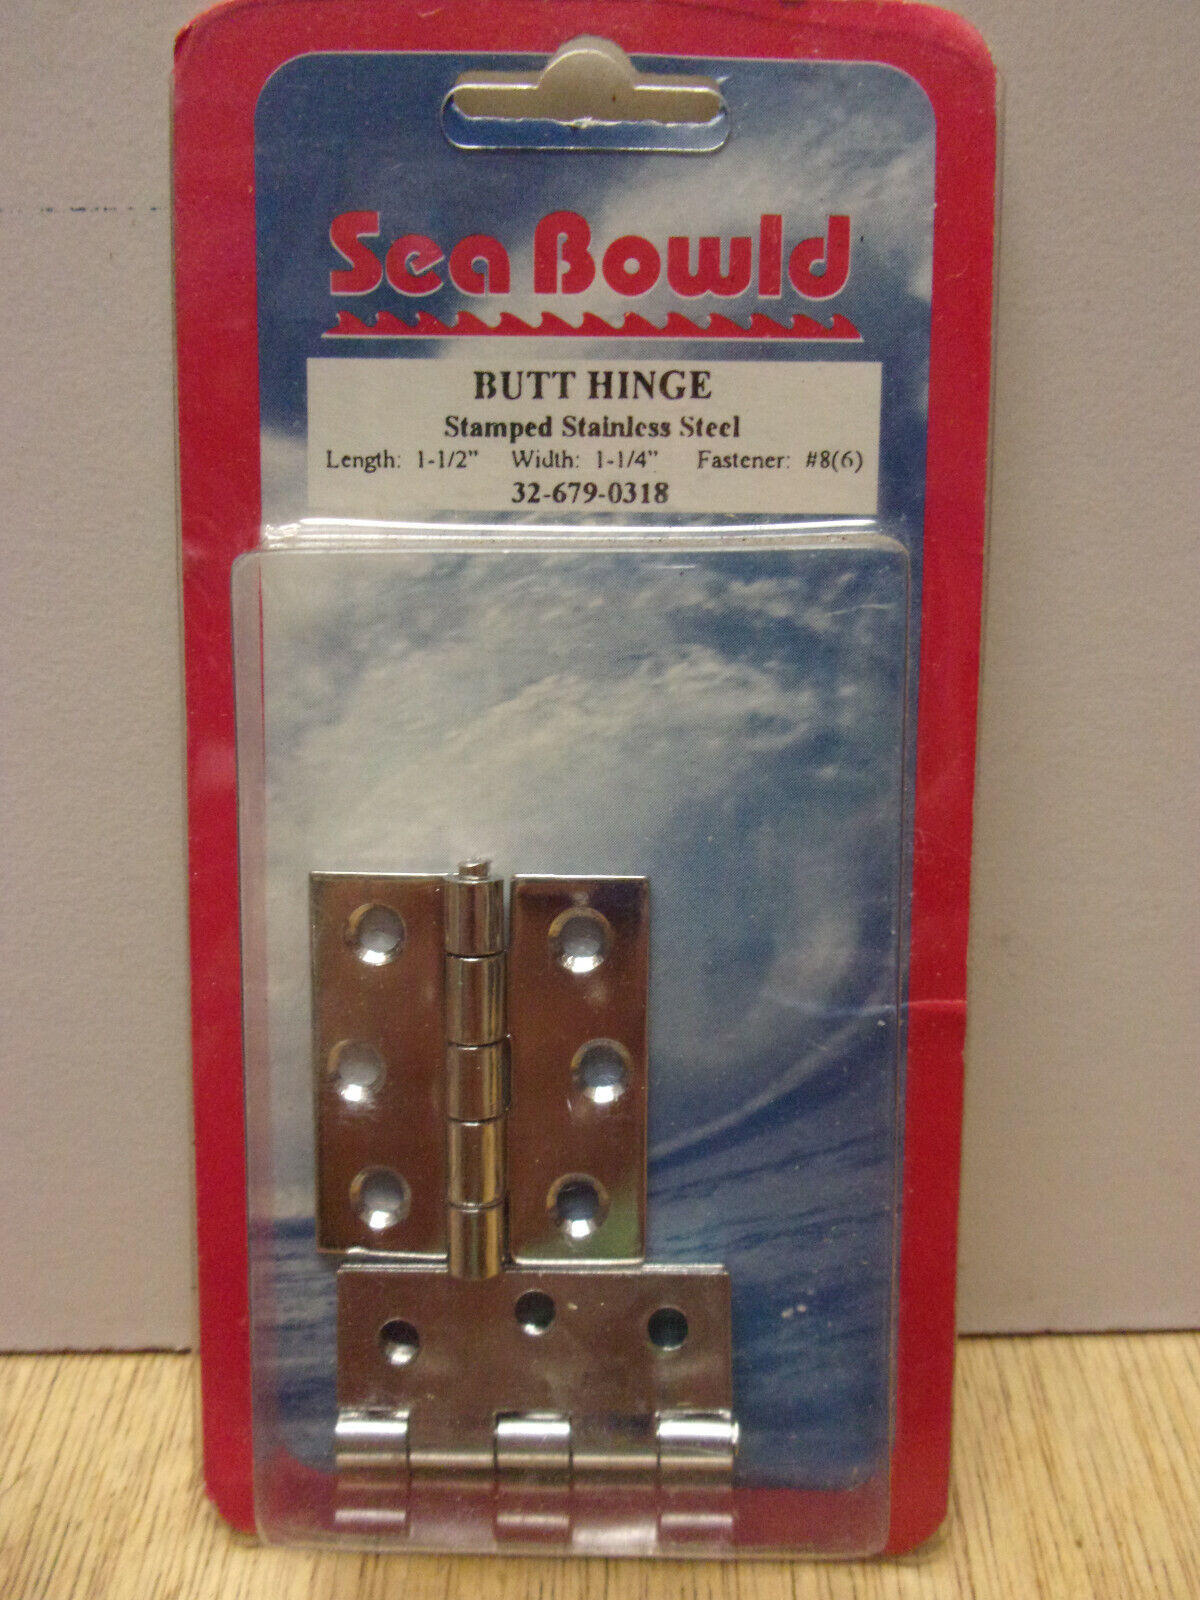 Sea Bowld
BUTT HINGE
Stamped Stainless Steel
Length: 1-1/2" Width: 1-1/4" Fastener: #8(6)
32-679-0318